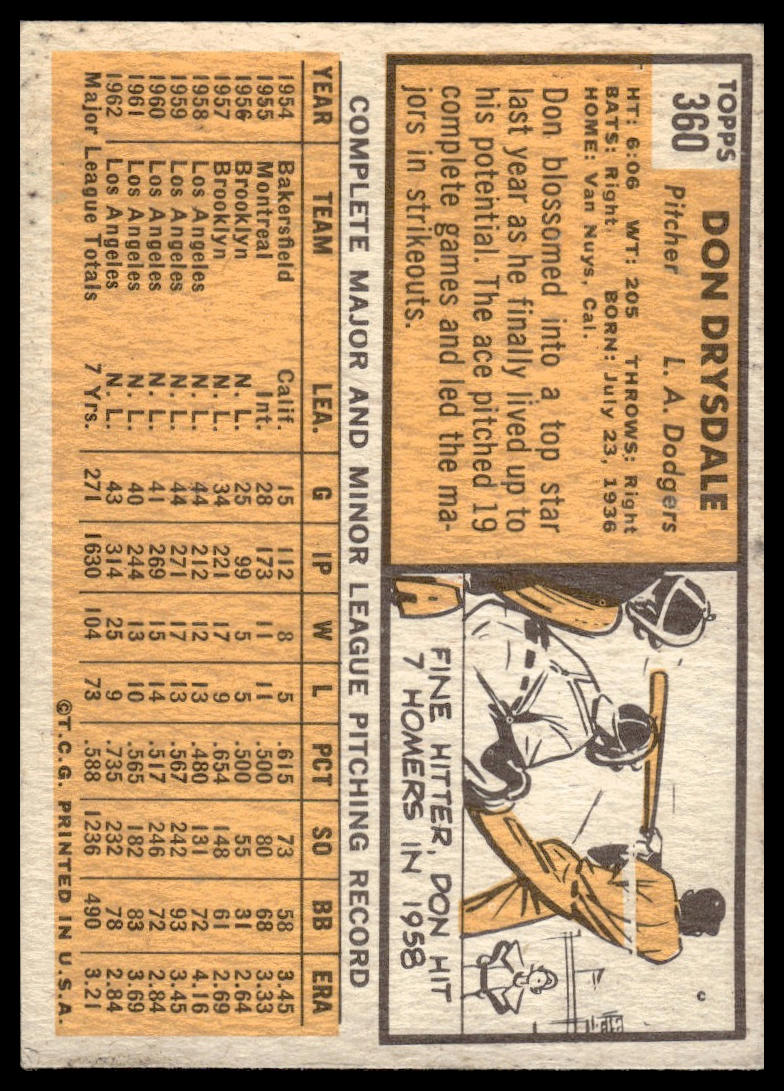 TOPPS
360
DON DRYSDALE
Pitcher L. A. Dodgers
HT: 6:06 WT: 205 THROWS: Right
BATS: Right BORN: July 23, 1936
HOME: Van Nuys, Cal.
Don blossomed into a top star
last year as he finally lived up to
his potential. The ace pitched 19
complete games and led the ma-
jors in strikeouts.
FINE HITTER, DON HIT
7 HOMERS IN 1958
COMPLETE MAJOR AND MINOR LEAGUE PITCHING RECORD
YEAR TEAM LEA. G IP W L PCT SO BB ERA
1954 Bakersfield Calif. 15 112 8 5 .615 73 58 3.45
1955 Montreal Int. 28 173 11 11 .500 80 68 3.33
1956 Brooklyn N. L. 25 99 5 5 .500 55 31 2.64
1957 Brooklyn N. L. 34 221 17 9 .654 148 61 2.69
1958 Los Angeles N. L. 44 212 12 13 .480 131 72 4.16
1959 Los Angeles N. L. 44 271 17 13 .567 242 93 3.45
1960 Los Angeles N. L. 41 269 15 14 .517 246 72 2.84
1961 Los Angeles N. L. 40 244 13 10 .565 182 83 3.69
1962 Los Angeles N. L. 43 314 25 9 .735 232 78 2.84
Major League Totals 7 Yrs. 271 1630 104 73 .588 1236 490 3.21
©T.C.G. PRINTED IN U.S.A.